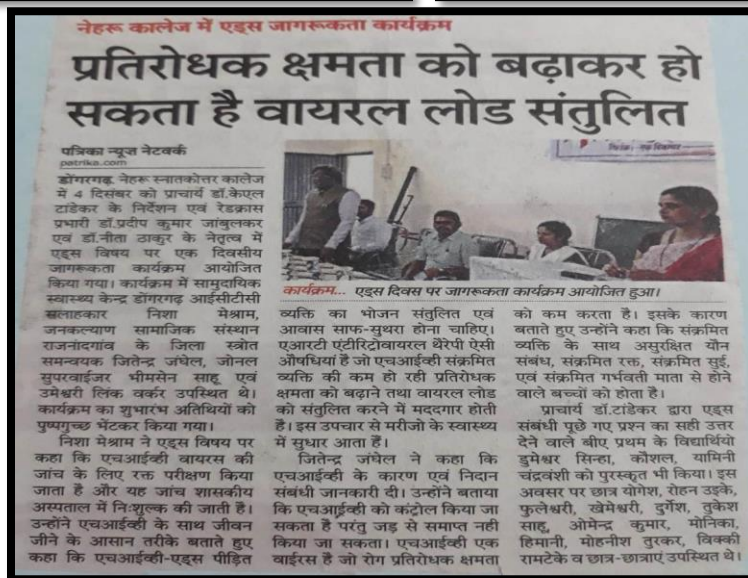 नेहरू कालेज में एड्स जागरूकता कार्यक्रम
प्रतिरोधक क्षमता को बढ़ाकर हो
सकता है वायरल लोड संतुलित
पत्रिका न्यूज नेटवर्क
patrika.com
डोंगरगढ़. नेहरू स्नातकोत्तर कालेज
में 4 दिसंबर को प्राचार्य डॉ.केएल
टांडेकर के निर्देशन एवं रेडक्रास
प्रभारी डॉ.प्रदीप कुमार जांबुलकर
एवं डॉ.नीता ठाकुर के नेतृत्व में
एड्स विषय पर एक दिवसीय
जागरूकता कार्यक्रम आयोजित
किया गया। कार्यक्रम में सामुदायिक
स्वास्थ्य केन्द्र डोंगरगढ़ आईसीटीसी
सलाहकार निशा मेश्राम,
जनकल्याण सामाजिक संस्थान
राजनांदगांव के जिला स्त्रोत
समन्वयक जितेन्द्र जंघेल, जोनल
सुपरवाईजर भीमसेन साहू एवं
उमेश्वरी लिंक वर्कर उपस्थित थे।
कार्यक्रम का शुभारंभ अतिथियों को
पुष्पगुच्छ भेंटकर किया गया।
निशा मेश्राम ने एड्स विषय पर
कहा कि एचआईव्ही वायरस की
जांच के लिए रक्त परीक्षण किया
जाता है और यह जांच शासकीय
अस्पताल में निःशुल्क की जाती है।
उन्होंने एचआईव्ही के साथ जीवन
जीने के आसान तरीके बताते हुए
कहा कि एचआईव्ही-एड्स पीड़ित
कार्यक्रम... एड्स दिवस पर जागरूकता कार्यक्रम आयोजित हुआ।
व्यक्ति का भोजन संतुलित एवं
आवास साफ-सुथरा होना चाहिए।
एआरटी एंटिरिट्रोवायरल थैरेपी ऐसी
औषधियां है जो एचआईव्ही संक्रमित
व्यक्ति की कम हो रही प्रतिरोधक
क्षमता को बढ़ाने तथा वायरल लोड
को संतुलित करने में मददगार होती
है। इस उपचार से मरीजो के स्वास्थ्य
में सुधार आता हैं।
जितेन्द्र जंघेल ने कहा कि
एचआईव्ही के कारण एवं निदान
संबंधी जानकारी दी। उन्होंने बताया
कि एचआईव्ही को कंट्रोल किया जा
सकता है परंतु जड़ से समाप्त नही
किया जा सकता। एचआईव्ही एक
वाईरस है जो रोग प्रतिरोधक क्षमता
को कम करता है। इसके कारण
बताते हुए उन्होंने कहा कि संक्रमित
व्यक्ति के साथ असुरक्षित यौन
संबंध, संक्रमित रक्त, संक्रमित सुई,
एवं संक्रमित गर्भवती माता से होने
वाले बच्चों को होता है।
प्राचार्य डॉ.टांडेकर द्वारा एड्स
संबंधी पूछे गए प्रश्न का सही उत्तर
देने वाले बीए प्रथम के विद्यार्थियो
डुमेश्वर सिन्हा, कौशल, यामिनी
चंद्रवंशी को पुरस्कृत भी किया। इस
अवसर पर छात्र योगेश, रोहन उइके,
फुलेश्वरी, खेमेश्वरी, दुर्गेश, तुकेश
साहू, ओमेन्द्र कुमार, मोनिका,
हिमानी, मोहनीश तुरकर, विक्की
रामटेके व छात्र-छात्राएं उपस्थित थे।